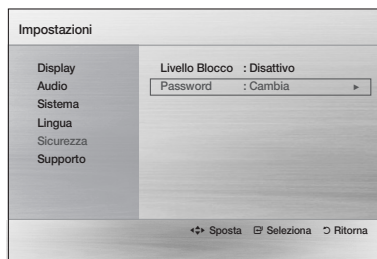 Impostazioni
Display
Audio
Sistema
Lingua
Sicurezza
Supporto
Livello Blocco : Disattivo
Password : Cambia ►
Sposta Seleziona Ritorna